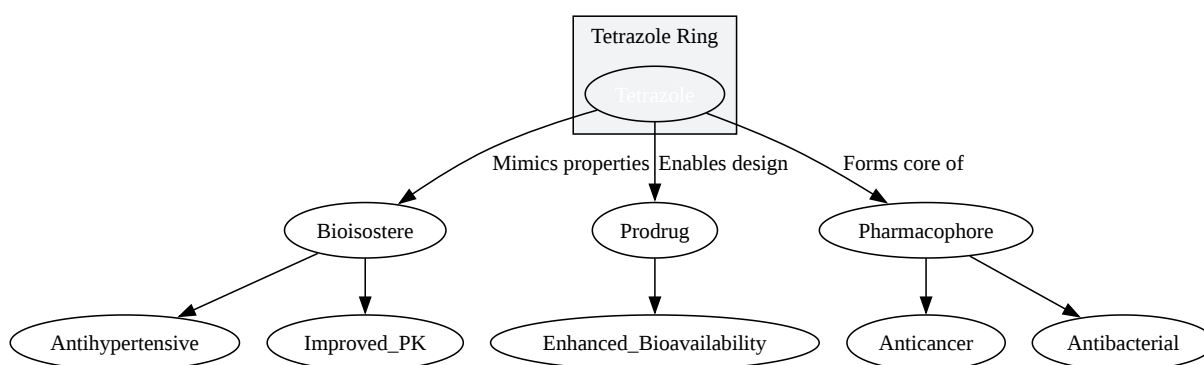 Tetrazole Ring
Tetrazole
Mimics properties
Enables design
Forms core of
Bioisostere
Prodrug
Pharmacophore
Antihypertensive
Improved_PK
Enhanced_Bioavailability
Anticancer
Antibacterial